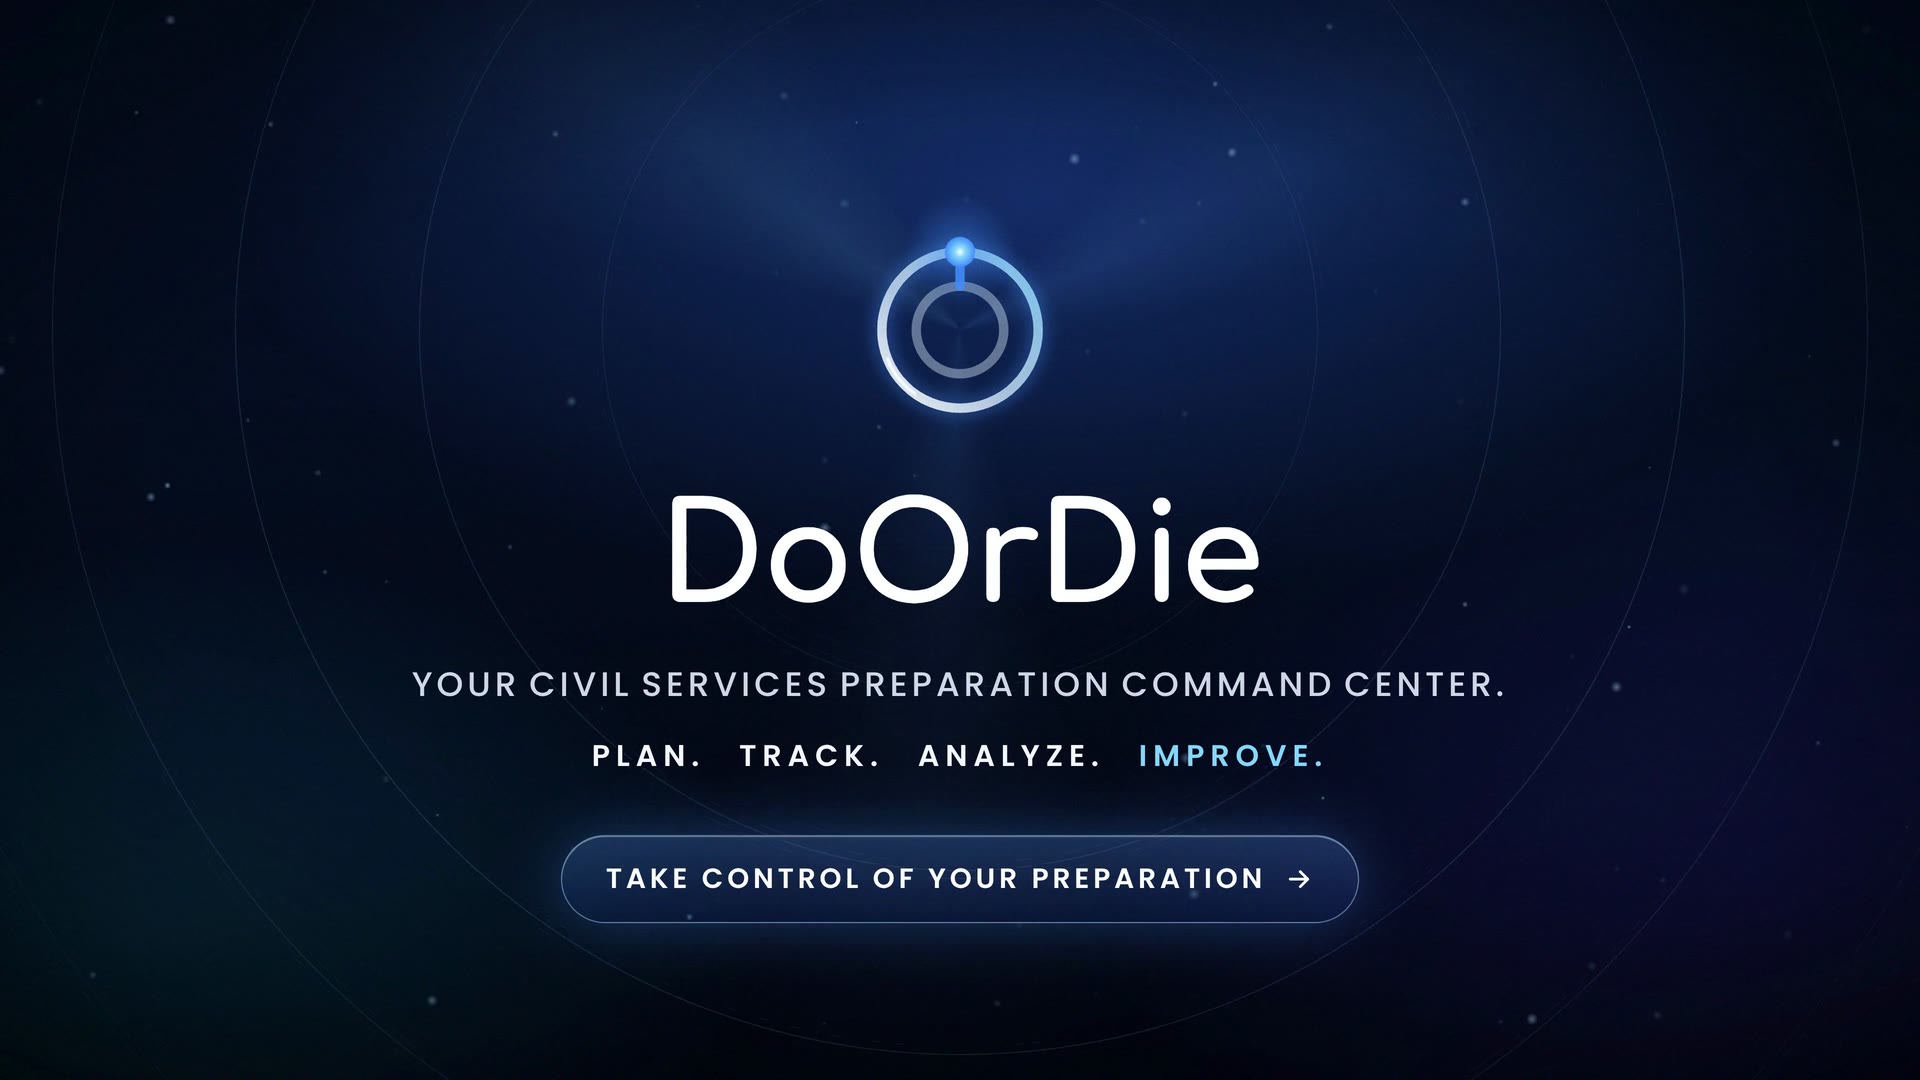 DoOrDie
YOUR CIVIL SERVICES PREPARATION COMMAND CENTER.
PLAN. TRACK. ANALYZE. IMPROVE.
TAKE CONTROL OF YOUR PREPARATION →